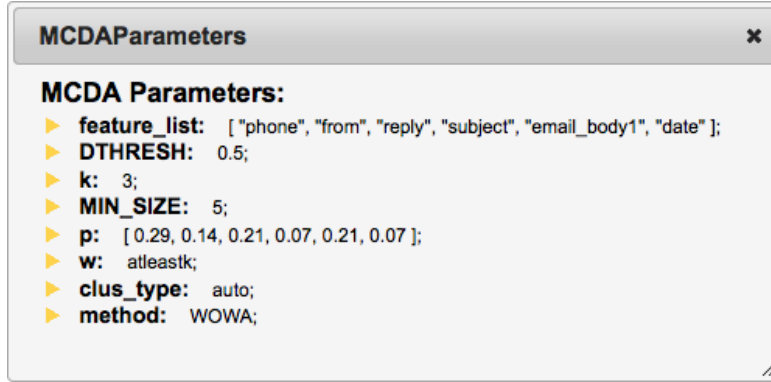 MCDAParameters
MCDA Parameters:
feature_list: [ "phone", "from", "reply", "subject", "email_body1", "date" ];
DTHRESH: 0.5;
k: 3;
MIN_SIZE: 5;
p: [ 0.29, 0.14, 0.21, 0.07, 0.21, 0.07 ];
w: atleastk;
clus_type: auto;
method: WOWA;